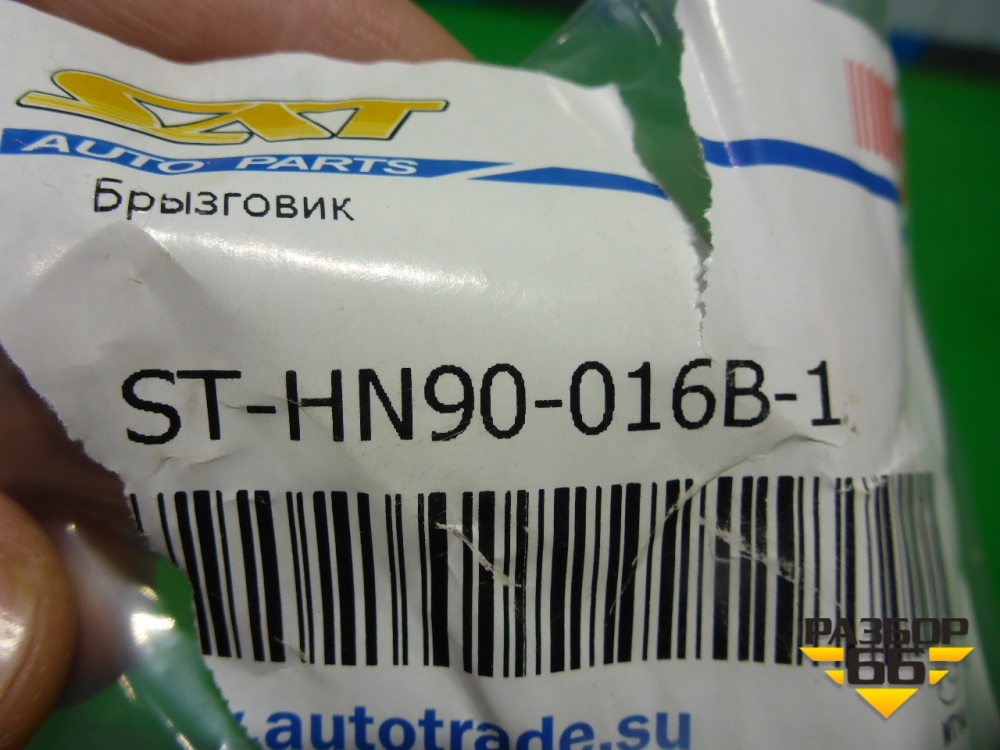 SAT
AUTO PARTS
Брызговик
ST-HN90-016B-1
.autotrade.su
РАЗБОР
66